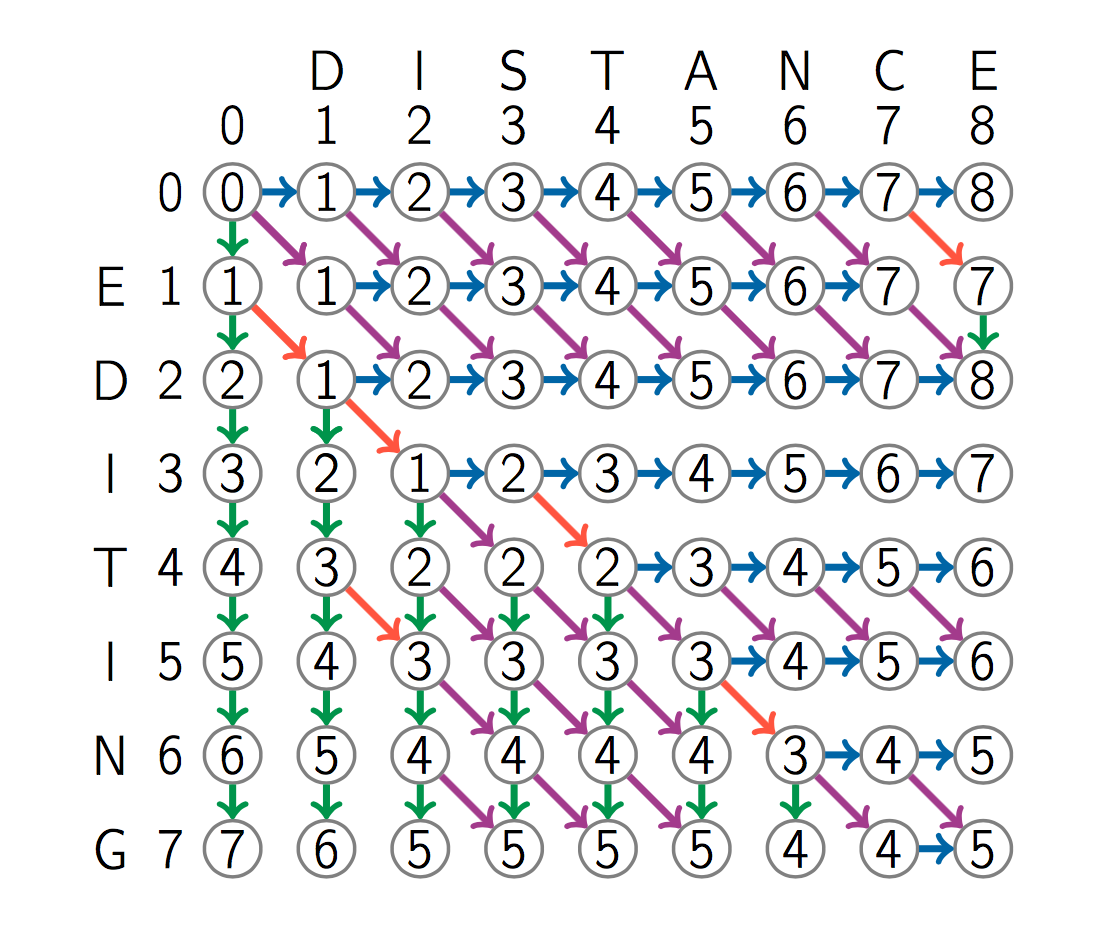 D I S T A N C E
0 1 2 3 4 5 6 7 8
0 0 1 2 3 4 5 6 7 8
E 1 1 1 2 3 4 5 6 7 7
D 2 2 1 2 3 4 5 6 7 8
I 3 3 2 1 2 3 4 5 6 7
T 4 4 3 2 2 2 3 4 5 6
I 5 5 4 3 3 3 3 4 5 6
N 6 6 5 4 4 4 4 3 4 5
G 7 7 6 5 5 5 5 4 4 5